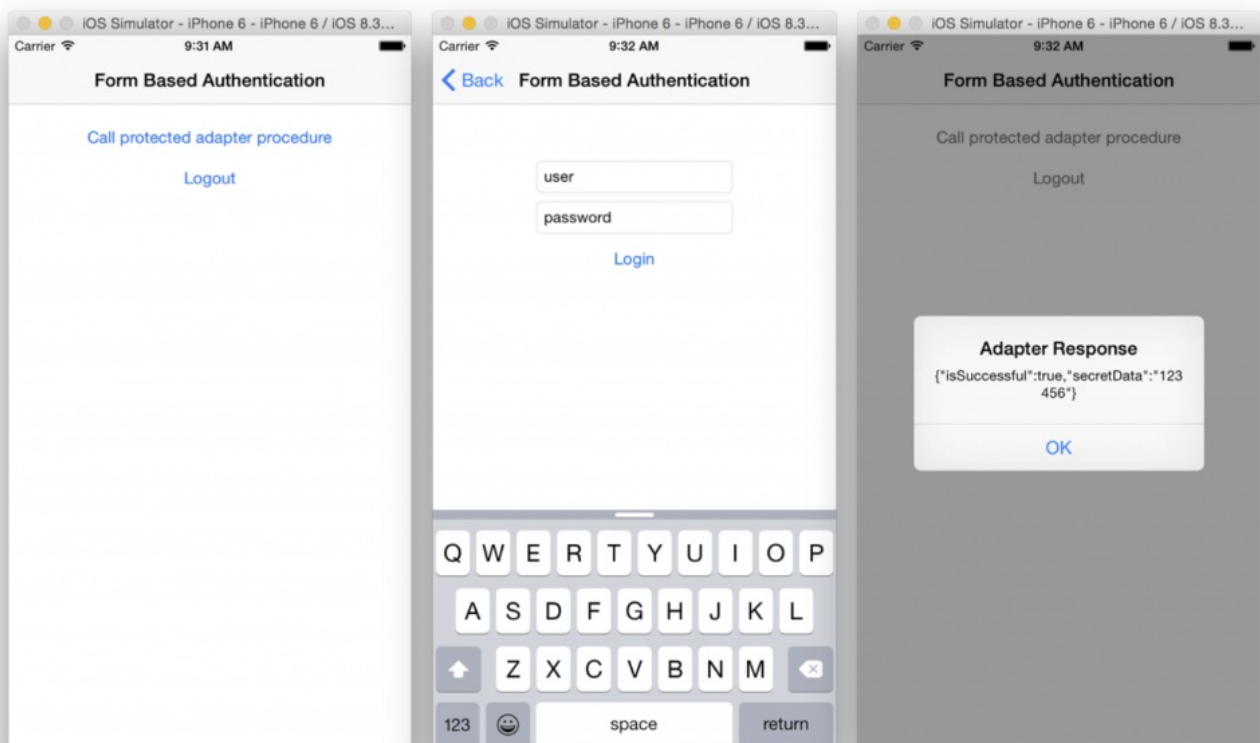 iOS Simulator - iPhone 6 - iPhone 6 / iOS 8.3...
Carrier 9:31 AM
Form Based Authentication
Call protected adapter procedure
Logout
iOS Simulator - iPhone 6 - iPhone 6 / iOS 8.3...
Carrier 9:32 AM
Back Form Based Authentication
user
password
Login
Q W E R T Y U I O P
A S D F G H J K L
Z X C V B N M
123 space return
iOS Simulator - iPhone 6 - iPhone 6 / iOS 8.3...
Carrier 9:32 AM
Form Based Authentication
Call protected adapter procedure
Logout
Adapter Response
{"isSuccessful":true,"secretData":"123
456"}
OK